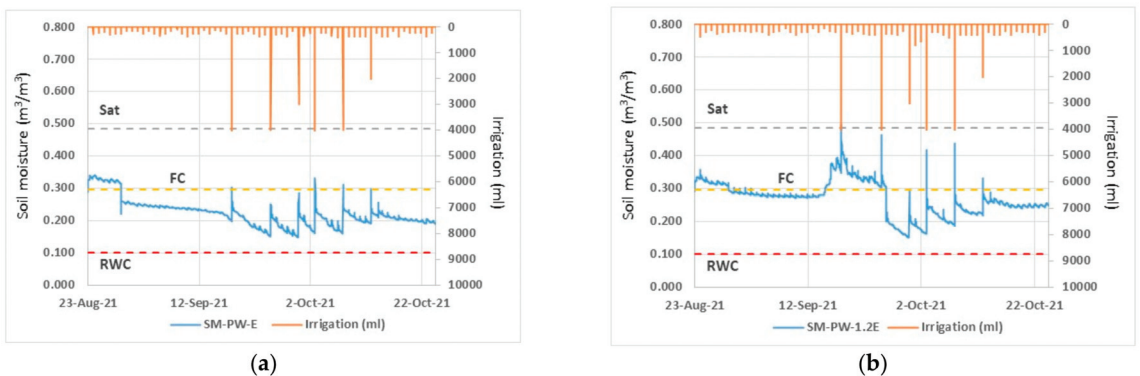 0.800
0.700
0.600
0.500
0.400
0.300
0.200
0.100
0.000
Soil moisture (m³/m³)
Sat
FC
RWC
0
1000
2000
3000
4000
5000
6000
7000
8000
9000
10000
Irrigation (ml)
23-Aug-21 12-Sep-21 2-Oct-21 22-Oct-21
SM-PW-E Irrigation (ml)
(a)
0.800
0.700
0.600
0.500
0.400
0.300
0.200
0.100
0.000
Soil moisture (m³/m³)
Sat
FC
RWC
0
1000
2000
3000
4000
5000
6000
7000
8000
9000
10000
Irrigation (ml)
23-Aug-21 12-Sep-21 2-Oct-21 22-Oct-21
SM-PW-1.2E Irrigation (ml)
(b)